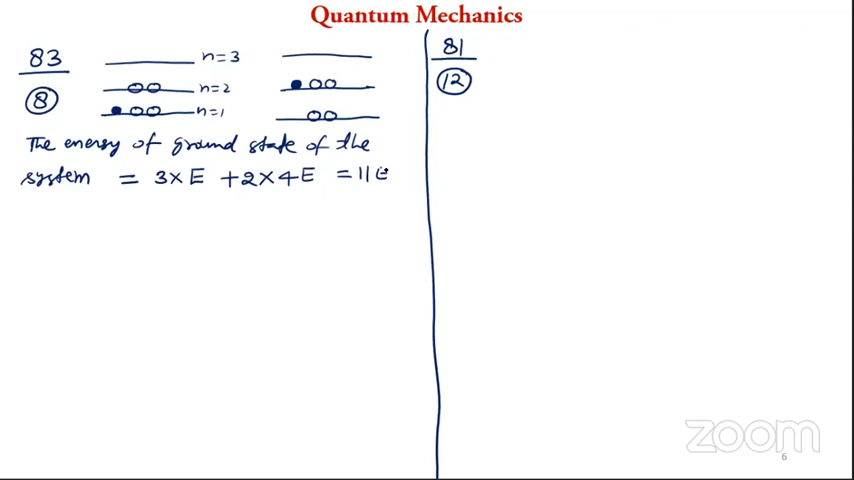 Quantum Mechanics
83
8
n=3
n=2
n=1
The energy of ground state of the
system = 3×E + 2×4E = 11E
81
12
zoom
6